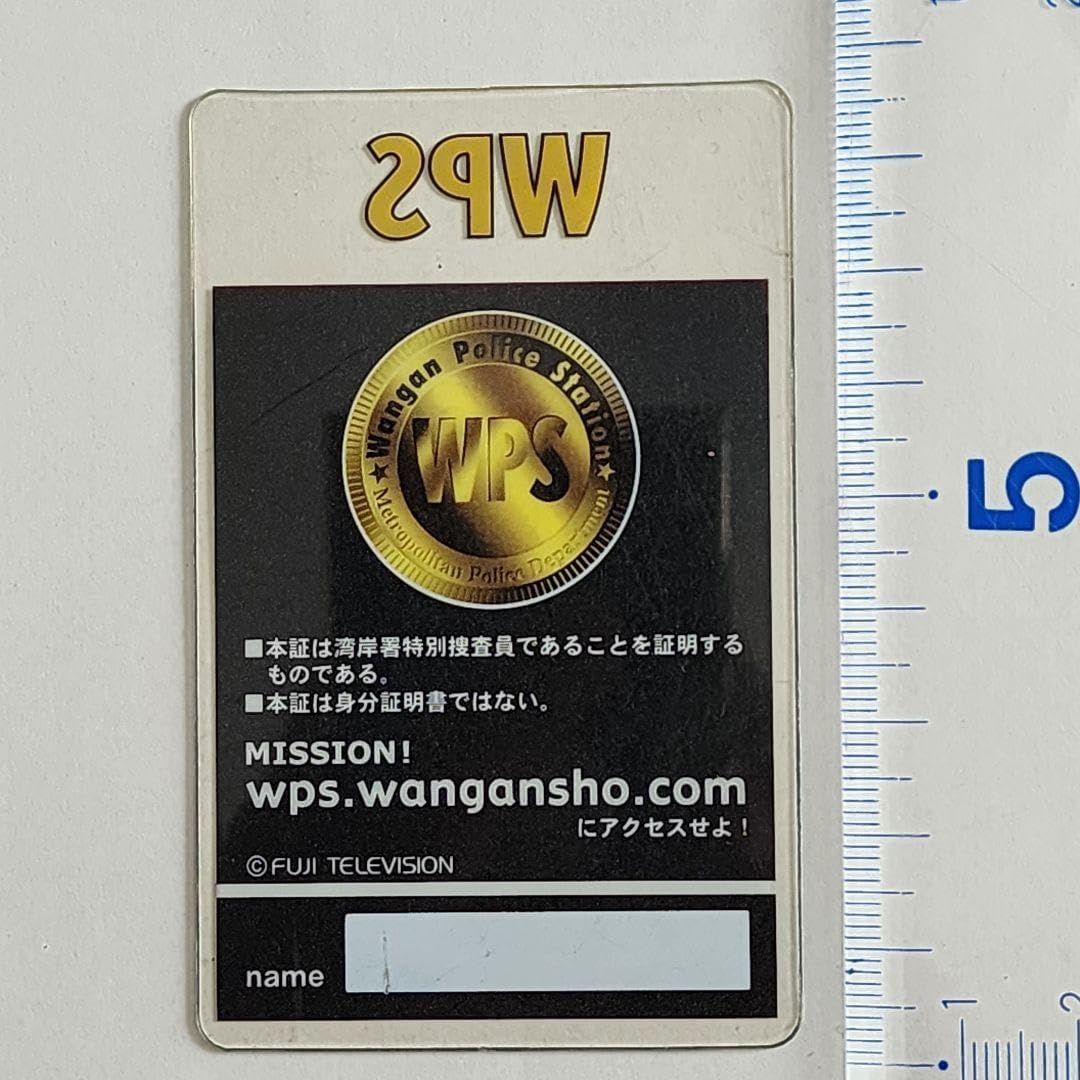 WPS
Wangan Police Station
WPS
Metropolitan Police Department
■本証は湾岸署特別捜査員であることを証明する
ものである。
■本証は身分証明書ではない。
MISSION!
wps.wangansho.com
にアクセスせよ!
©FUJI TELEVISION
name
5
1
2